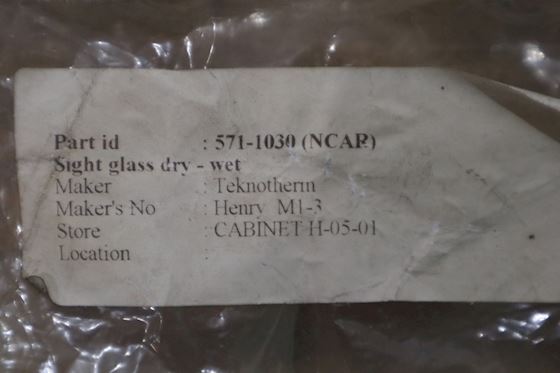 Part id : 571-1030 (NCAR)
Sight glass dry - wet
Maker : Teknotherm
Maker's No : Henry M1-3
Store : CABINET H-05-01
Location :